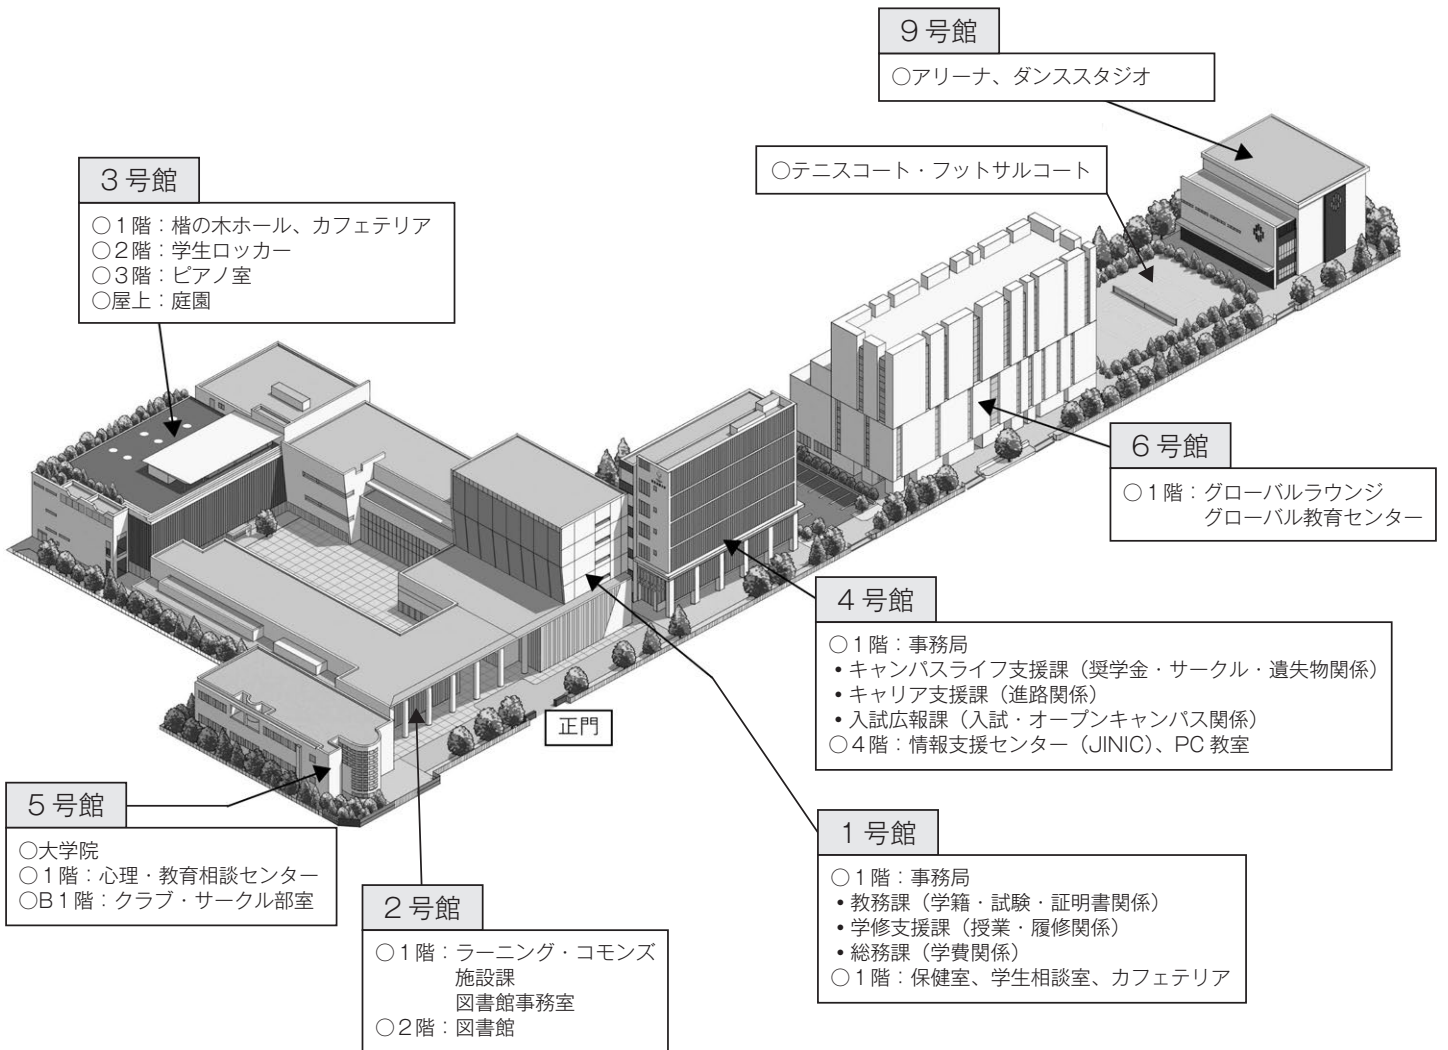 9号館
○アリーナ、ダンススタジオ
○テニスコート・フットサルコート
3号館
○1階：楷の木ホール、カフェテリア
○2階：学生ロッカー
○3階：ピアノ室
○屋上：庭園
6号館
○1階：グローバルラウンジ
グローバル教育センター
4号館
○1階：事務局
•キャンパスライフ支援課（奨学金・サークル・遺失物関係）
•キャリア支援課（進路関係）
•入試広報課（入試・オープンキャンパス関係）
○4階：情報支援センター（JINIC）、PC教室
正門
5号館
○大学院
○1階：心理・教育相談センター
○B1階：クラブ・サークル部室
2号館
○1階：ラーニング・コモンズ
施設課
図書館事務室
○2階：図書館
1号館
○1階：事務局
•教務課（学籍・試験・証明書関係）
•学修支援課（授業・履修関係）
•総務課（学費関係）
○1階：保健室、学生相談室、カフェテリア